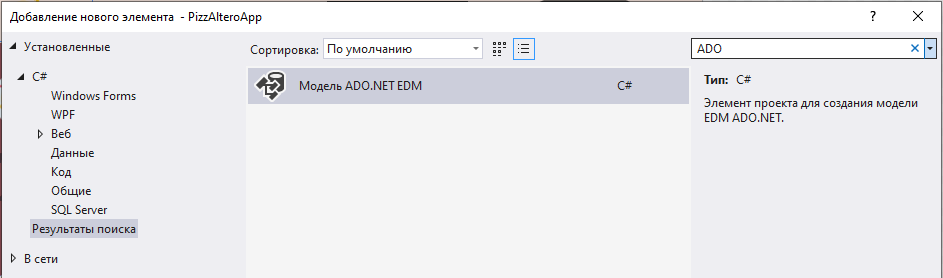 Добавление нового элемента - PizzAlteroApp
?
Установленные
C#
Windows Forms
WPF
Веб
Данные
Код
Общие
SQL Server
Результаты поиска
В сети
Сортировка: По умолчанию
Модель ADO.NET EDM C#
ADO
Тип: C#
Элемент проекта для создания модели
EDM ADO.NET.